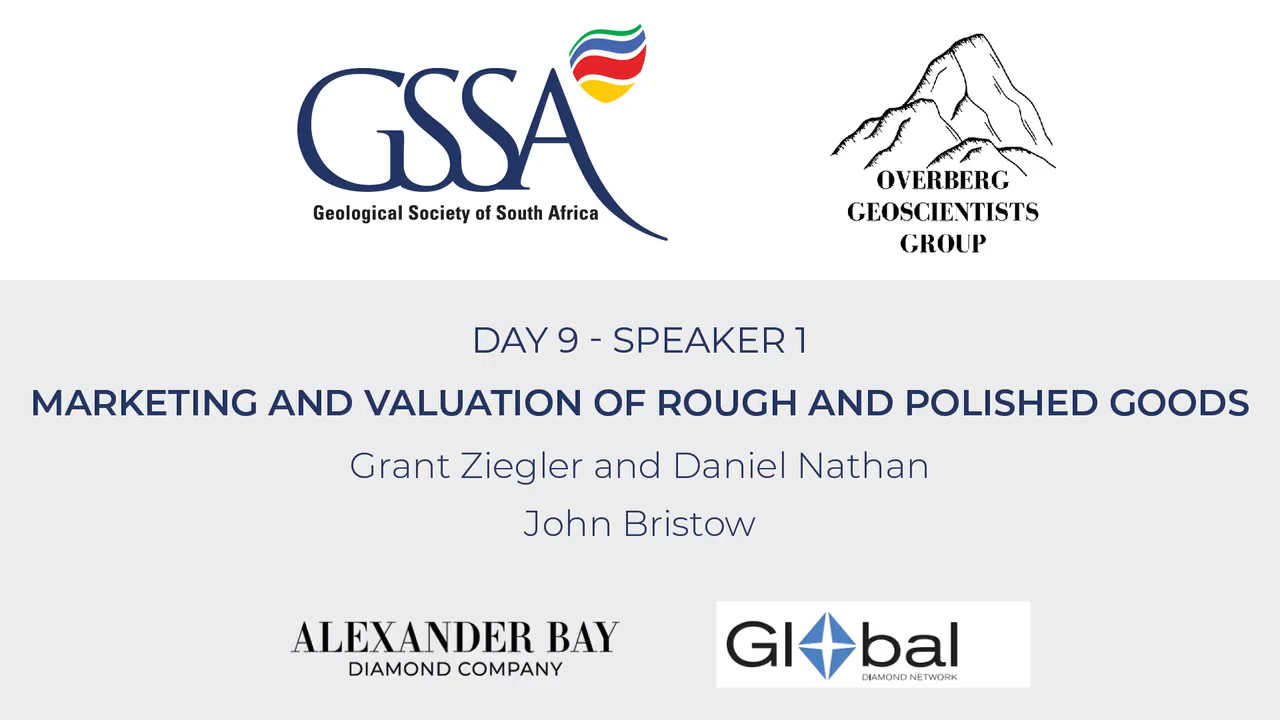 GSSA
Geological Society of South Africa
OVERBERG
GEOSCIENTISTS
GROUP
DAY 9 - SPEAKER 1
MARKETING AND VALUATION OF ROUGH AND POLISHED GOODS
Grant Ziegler and Daniel Nathan
John Bristow
ALEXANDER BAY
DIAMOND COMPANY
Global
DIAMOND NETWORK